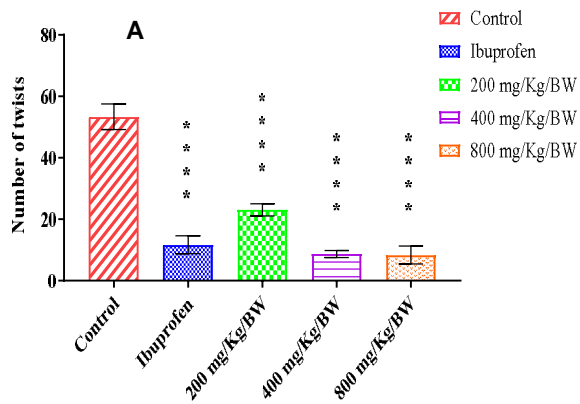 A
Number of twists
80
60
40
20
0
* * * *
* * * *
* * * *
* * * *
Control
Ibuprofen
200 mg/Kg/BW
400 mg/Kg/BW
800 mg/Kg/BW
Control
Ibuprofen
200 mg/Kg/BW
400 mg/Kg/BW
800 mg/Kg/BW